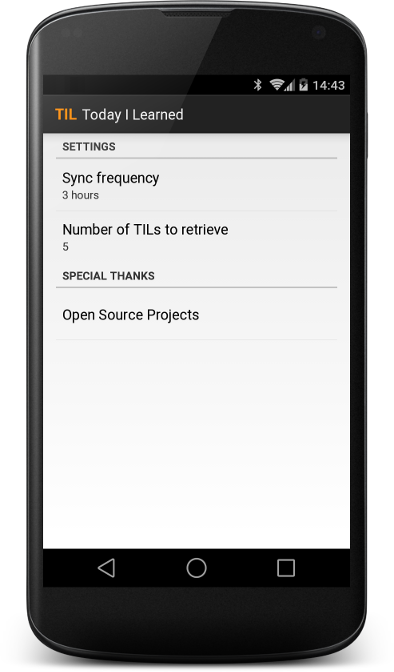 14:43
TIL Today I Learned
SETTINGS
Sync frequency
3 hours
Number of TILs to retrieve
5
SPECIAL THANKS
Open Source Projects